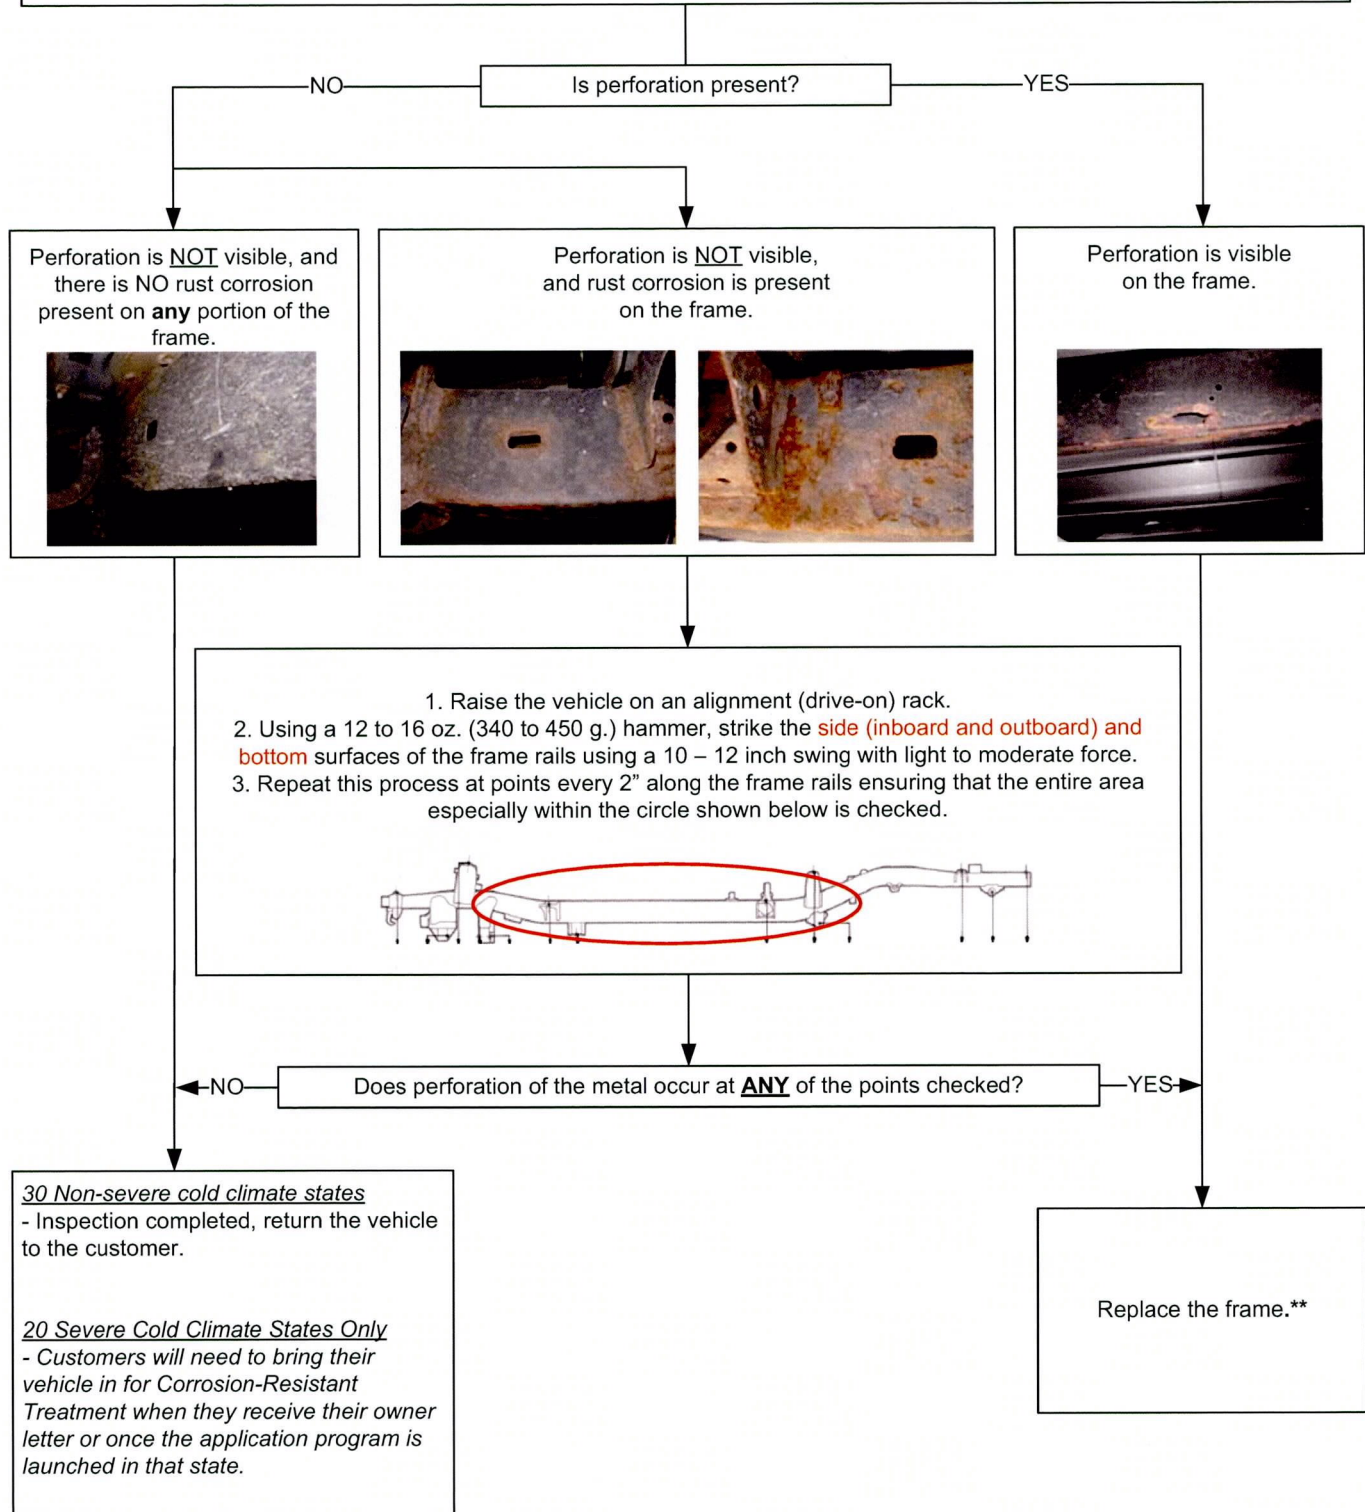 Is perforation present?
NO
YES
Perforation is NOT visible, and
there is NO rust corrosion
present on any portion of the
frame.
Perforation is NOT visible,
and rust corrosion is present
on the frame.
Perforation is visible
on the frame.
1. Raise the vehicle on an alignment (drive-on) rack.
2. Using a 12 to 16 oz. (340 to 450 g.) hammer, strike the side (inboard and outboard) and
bottom surfaces of the frame rails using a 10 – 12 inch swing with light to moderate force.
3. Repeat this process at points every 2” along the frame rails ensuring that the entire area
especially within the circle shown below is checked.
NO
Does perforation of the metal occur at ANY of the points checked?
YES
30 Non-severe cold climate states
- Inspection completed, return the vehicle
to the customer.
20 Severe Cold Climate States Only
- Customers will need to bring their
vehicle in for Corrosion-Resistant
Treatment when they receive their owner
letter or once the application program is
launched in that state.
Replace the frame.**